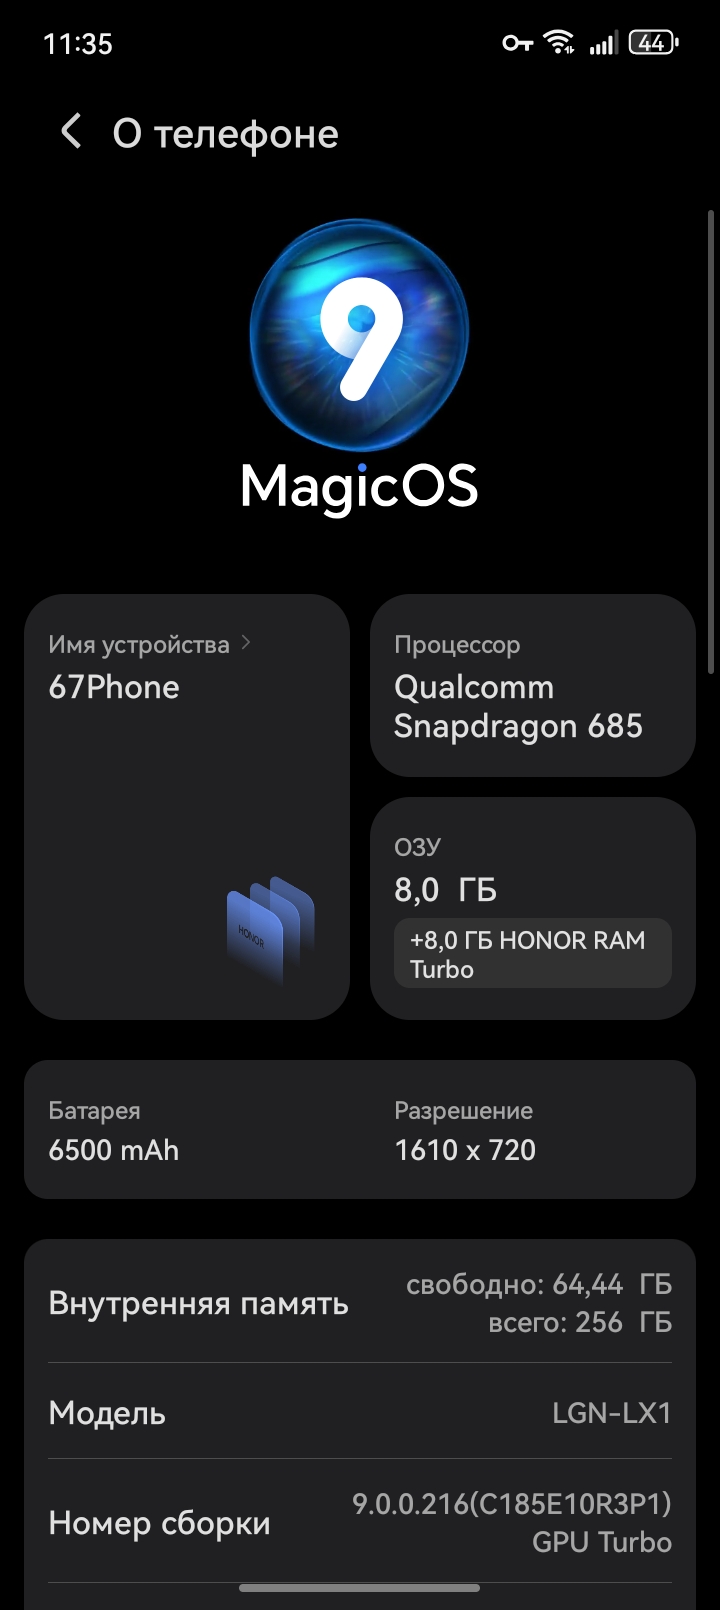 11:35
44
О телефоне
9
MagicOS
Имя устройства
67Phone
HONOR
Процессор
Qualcomm
Snapdragon 685
ОЗУ
8,0 ГБ
+8,0 ГБ HONOR RAM
Turbo
Батарея
6500 mAh
Разрешение
1610 x 720
Внутренняя память
свободно: 64,44 ГБ
всего: 256 ГБ
Модель
LGN-LX1
Номер сборки
9.0.0.216(C185E10R3P1)
GPU Turbo